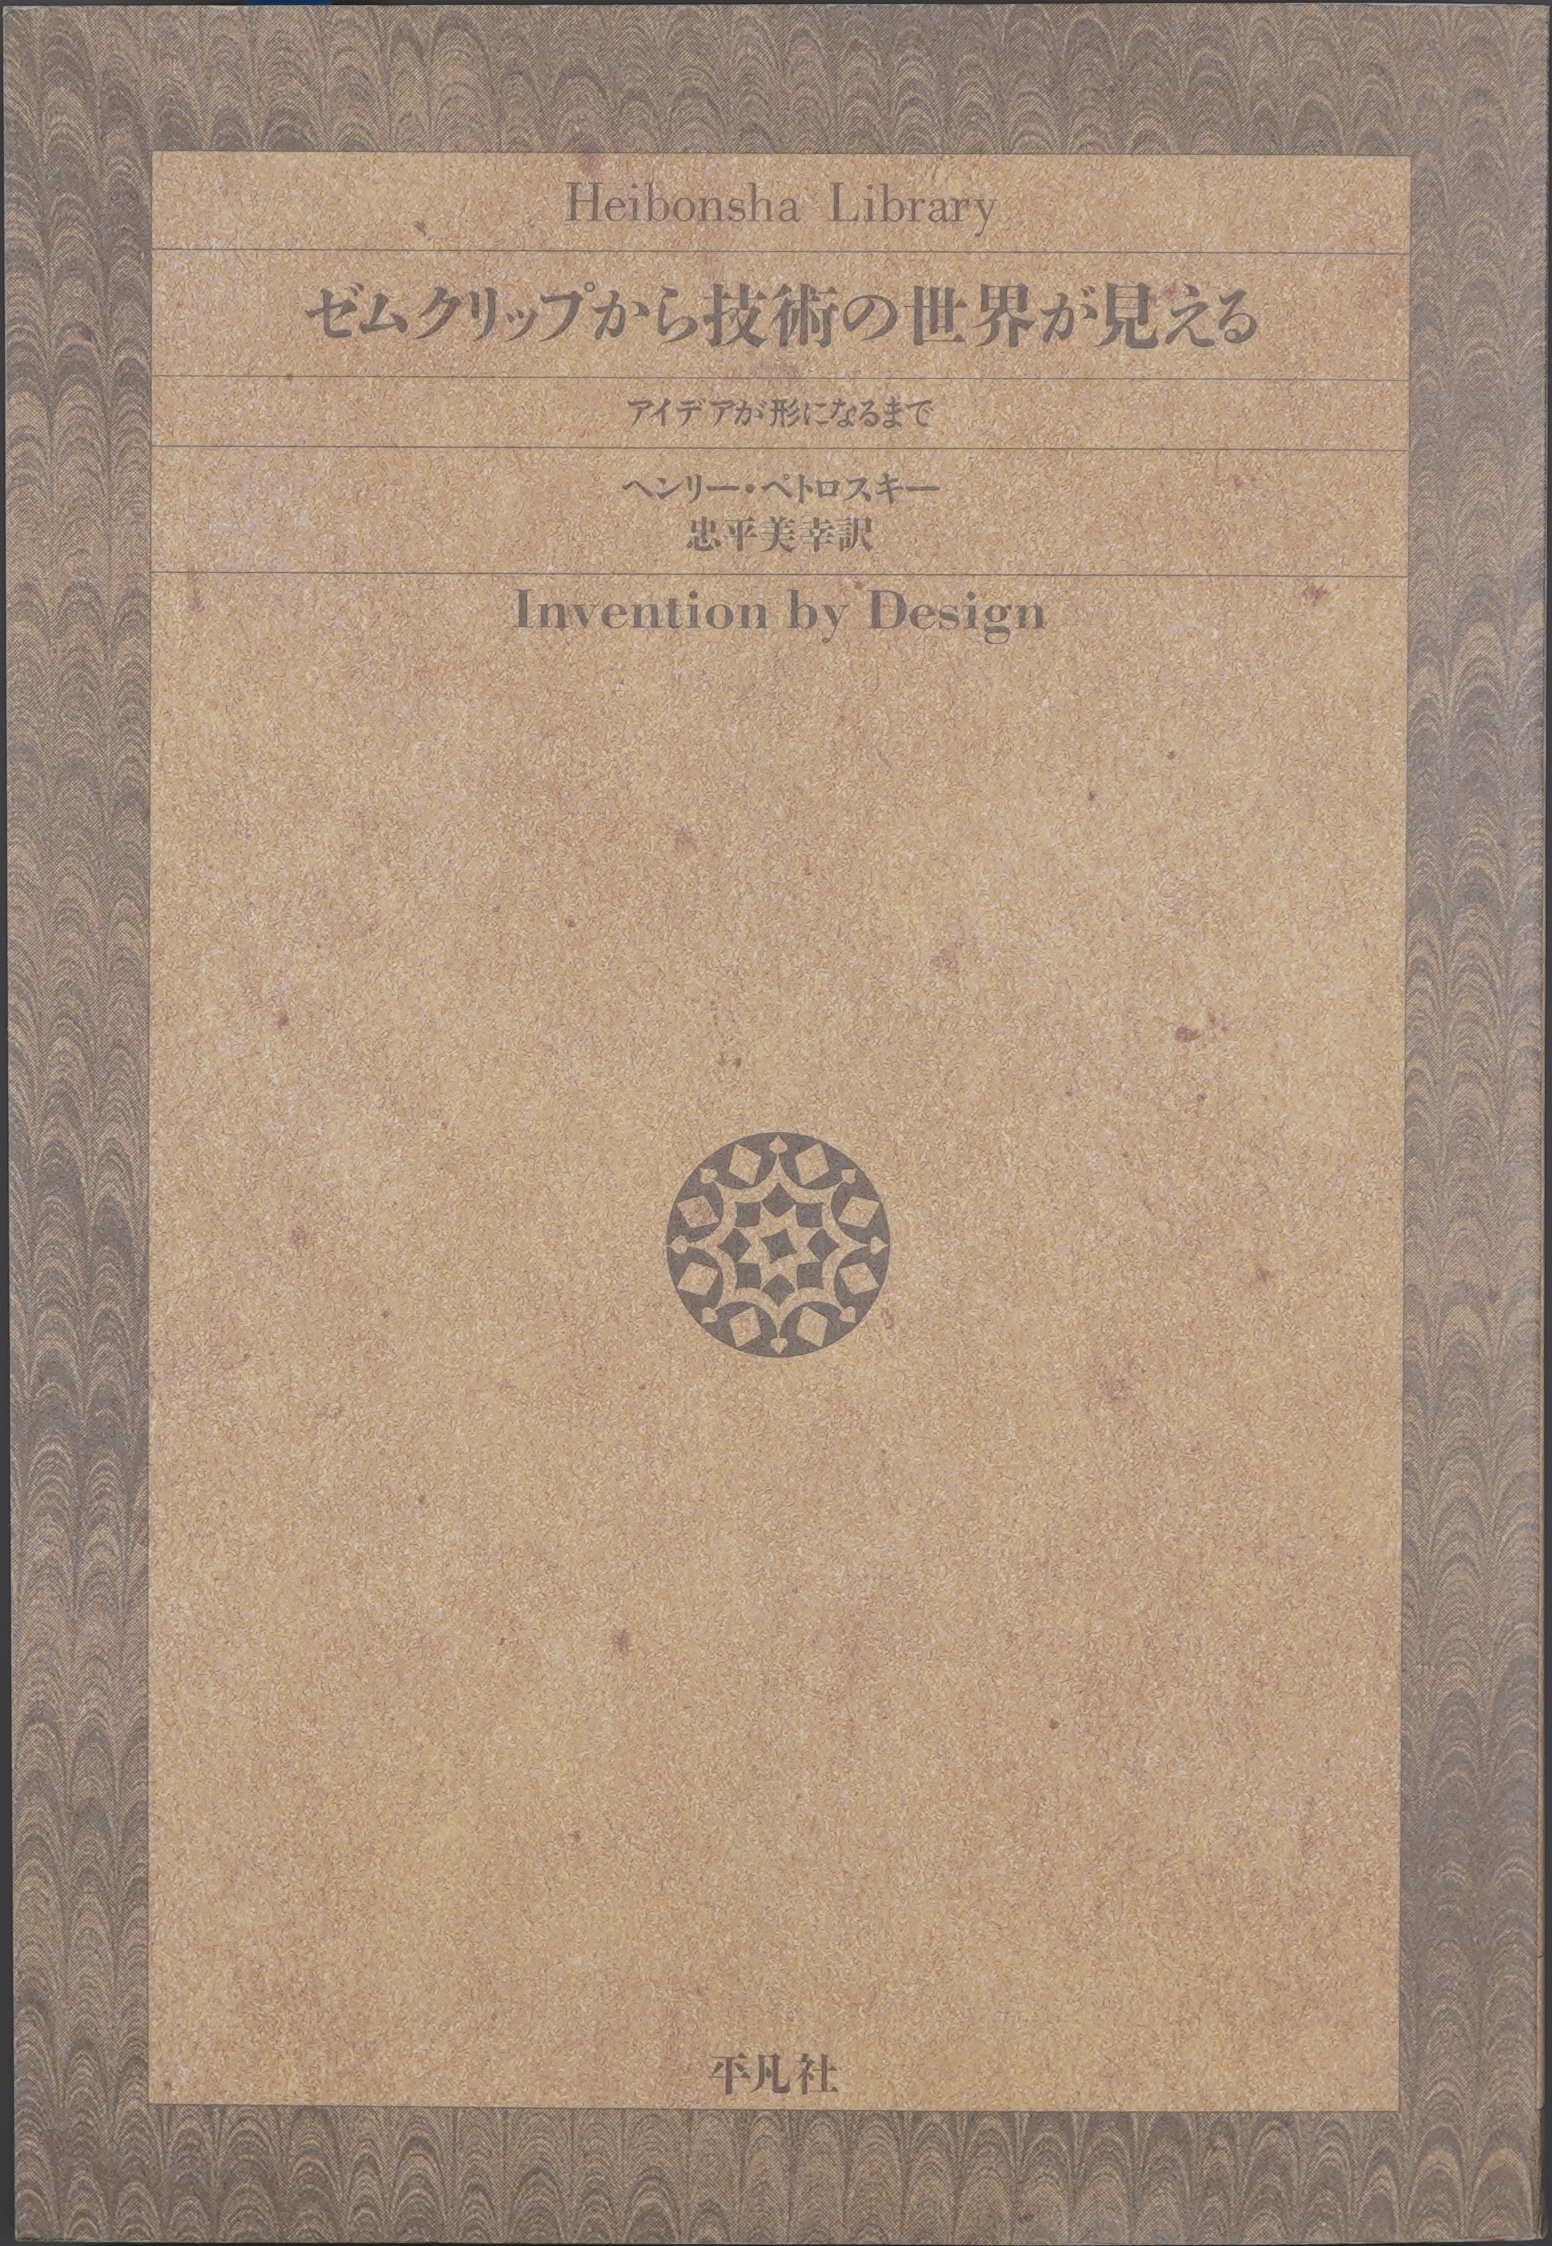 Heibonsha Library
ゼムクリップから技術の世界が見える
アイデアが形になるまで
ヘンリー・ペトロスキー
忠平美幸訳
Invention by Design
平凡社